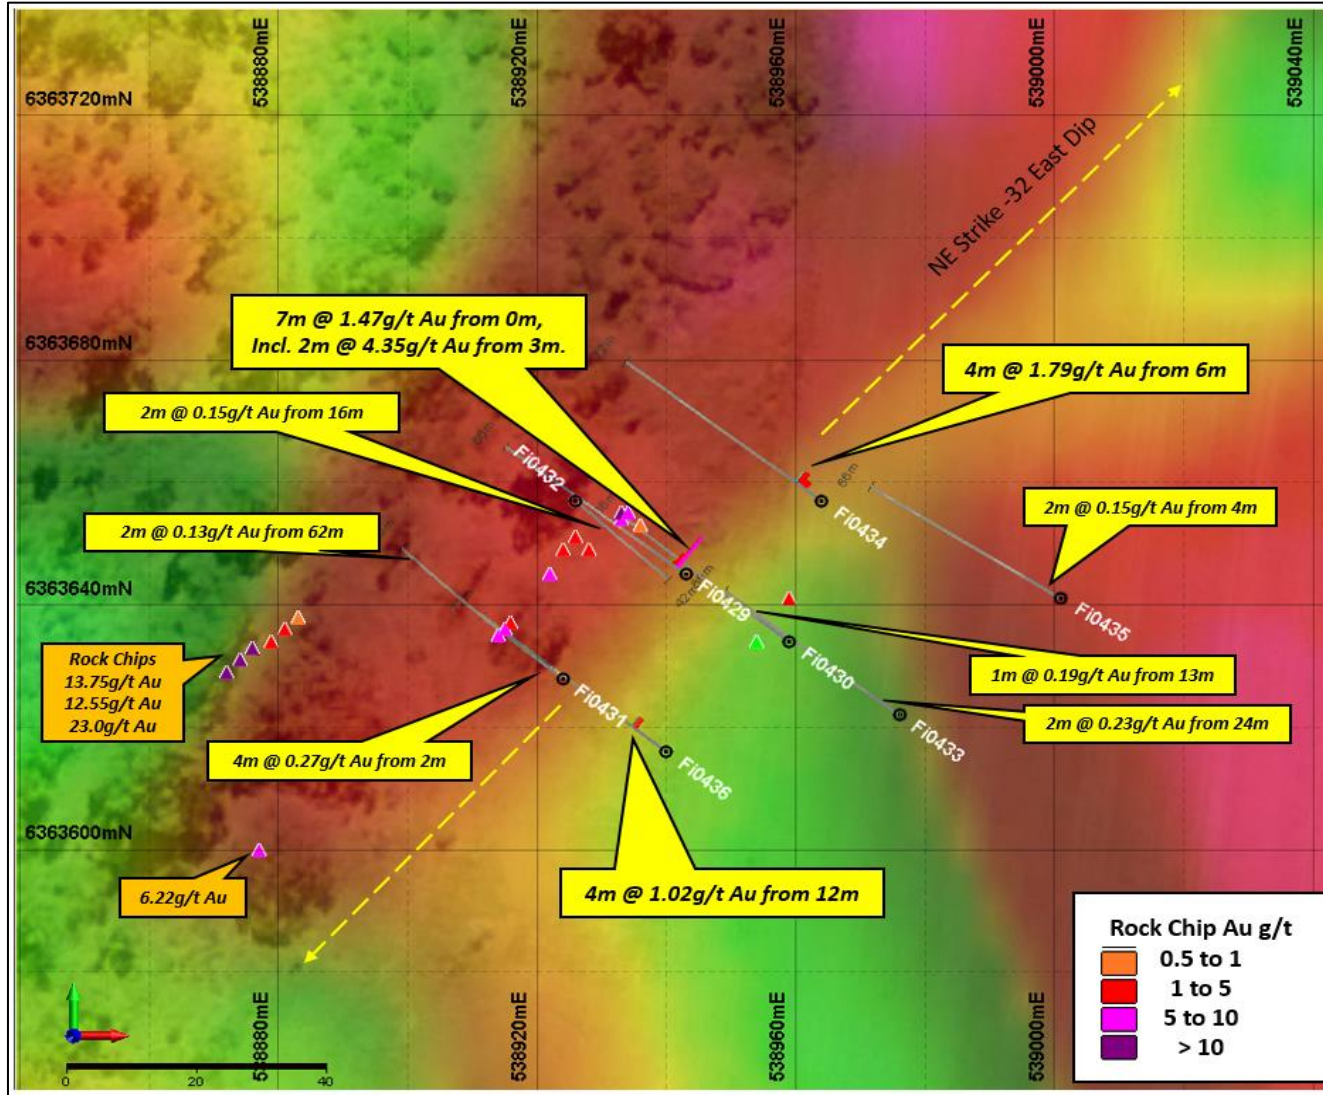 538880mE
538920mE
538960mE
539000mE
539040mE
6363720mN
NE Strike -32 East Dip
7m @ 1.47g/t Au from 0m,
Incl. 2m @ 4.35g/t Au from 3m.
6363680mN
4m @ 1.79g/t Au from 6m
2m @ 0.15g/t Au from 16m
Fi0432
66m
Fi0434
2m @ 0.15g/t Au from 4m
2m @ 0.13g/t Au from 62m
6363640mN
Fi0429
Fi0435
Rock Chips
13.75g/t Au
12.55g/t Au
23.0g/t Au
Fi0430
1m @ 0.19g/t Au from 13m
Fi0431
2m @ 0.23g/t Au from 24m
Fi0433
4m @ 0.27g/t Au from 2m
Fi0436
6363600mN
6.22g/t Au
4m @ 1.02g/t Au from 12m
Rock Chip Au g/t
0.5 to 1
1 to 5
5 to 10
> 10
538880mE
538920mE
538960mE
539000mE
0
20
40